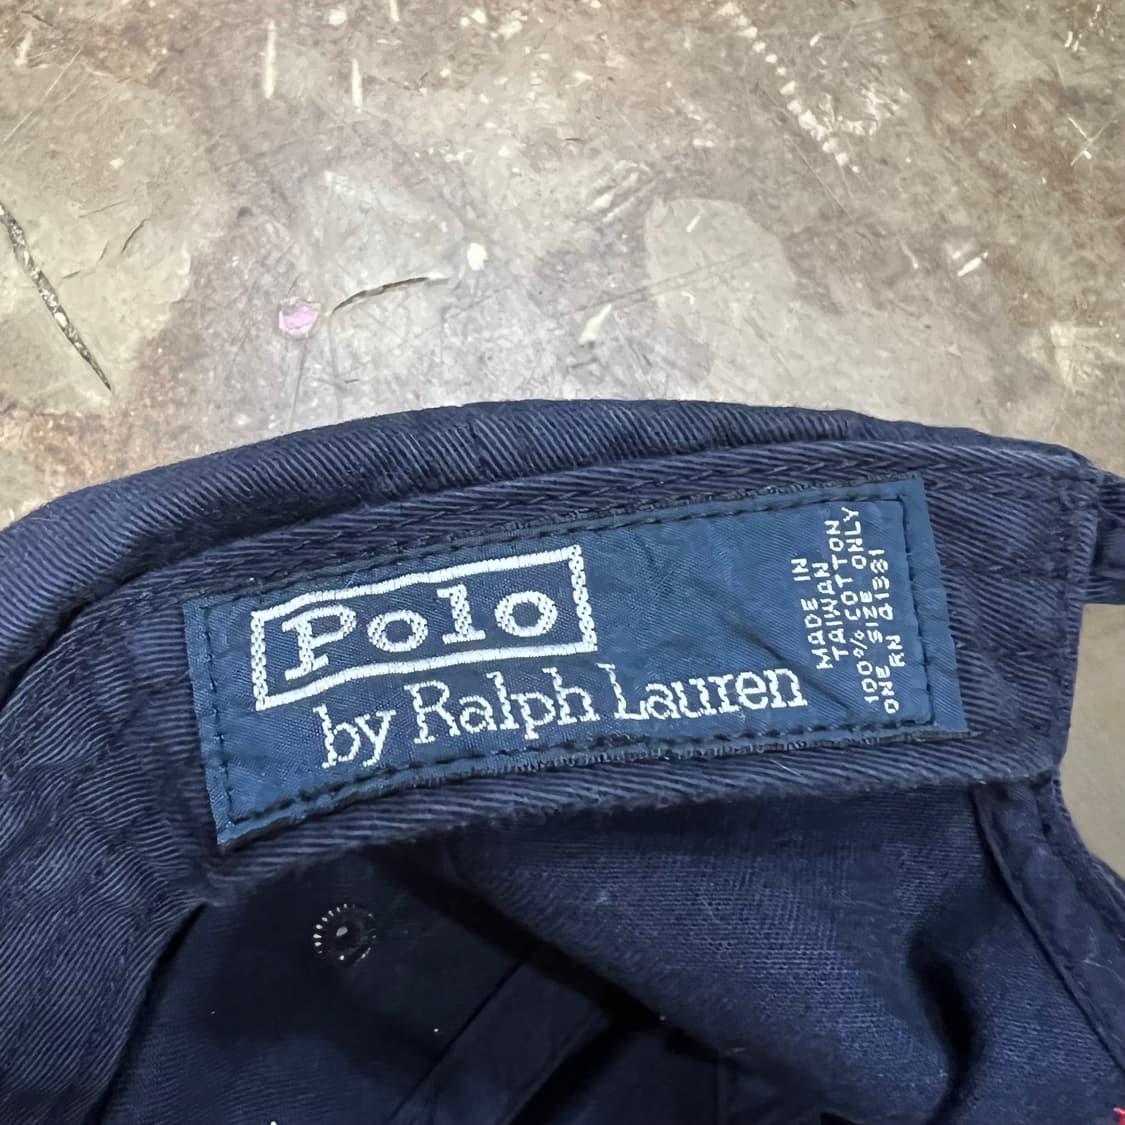 Polo
by Ralph Lauren
MADE IN
TAIWAN
100% COTTON
ONE SIZE ONLY
RN 41381